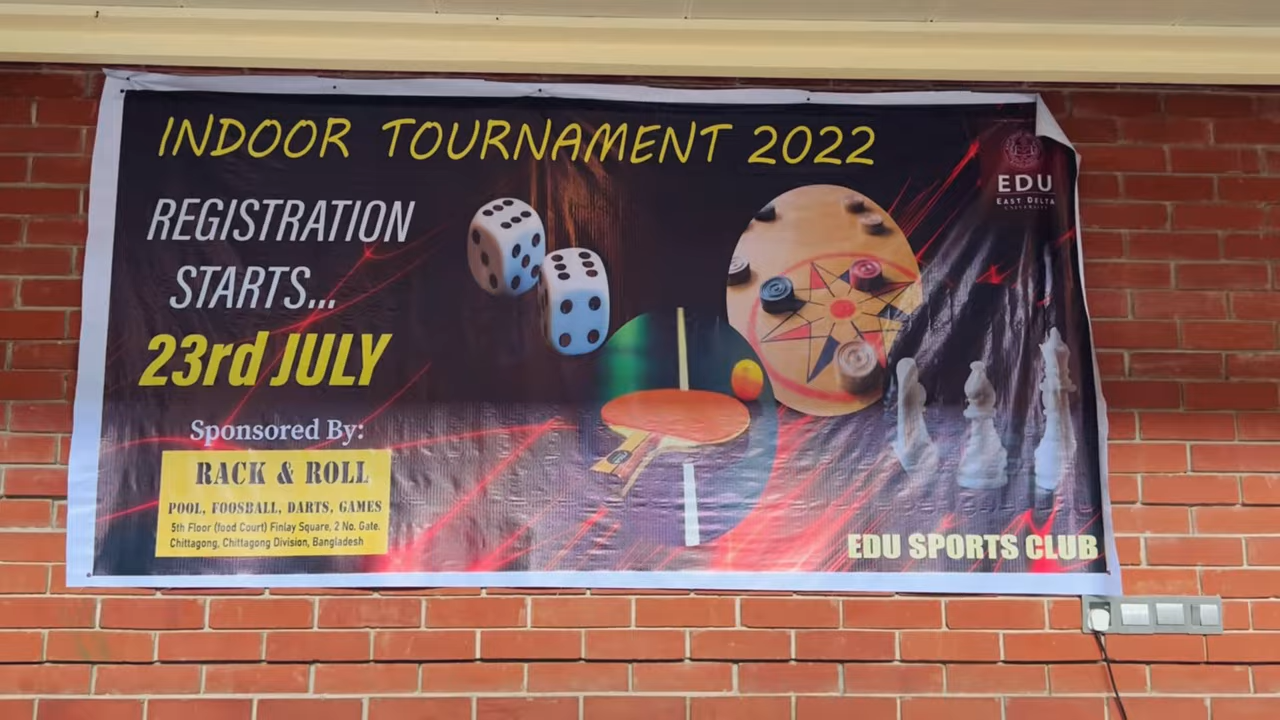 INDOOR TOURNAMENT 2022
EDU
EAST DELTA
UNIVERSITY
REGISTRATION
STARTS...
23rd JULY
Sponsored By:
RACK & ROLL
POOL, FOOSBALL, DARTS, GAMES
5th Floor (food Court) Finlay Square, 2 No. Gate.
Chittagong, Chittagong Division, Bangladesh
EDU SPORTS CLUB